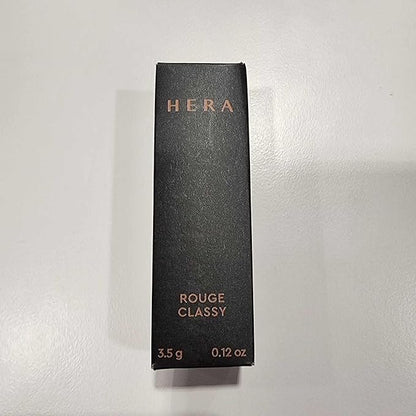 HERA
ROUGE
CLASSY
3.5 g 0.12 oz